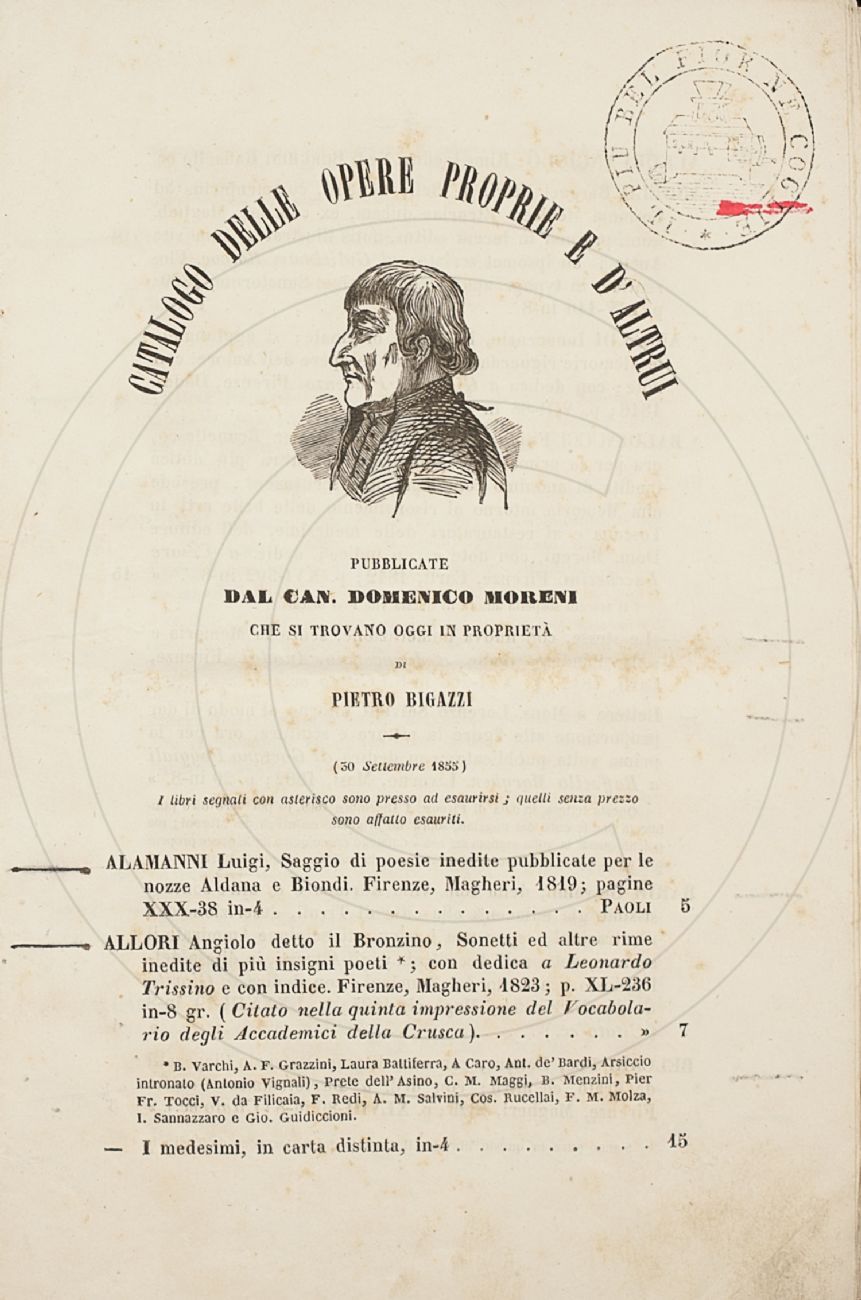 IL PIÙ BEL FIOR NE COGLIE *
CATALOGO DELLE OPERE PROPRIE E D'ALTRUI
PUBBLICATE
DAL CAN. DOMENICO MORENI
CHE SI TROVANO OGGI IN PROPRIETÀ
DI
PIETRO BIGAZZI
(30 Settembre 1855)
I libri segnati con asterisco sono presso ad esaurirsi; quelli senza prezzo
sono affatto esauriti.
ALAMANNI Luigi, Saggio di poesie inedite pubblicate per le
nozze Aldana e Biondi. Firenze, Magheri, 1819; pagine
XXX-38 in-4 . . . . . . . . . . . . . . PAOLI 5
ALLORI Angiolo detto il Bronzino, Sonetti ed altre rime
inedite di più insigni poeti *; con dedica a Leonardo
Trissino e con indice. Firenze, Magheri, 1823; p. XL-236
in-8 gr. (Citato nella quinta impressione del Vocabola-
rio degli Accademici della Crusca). . . . . . . » 7
* B. Varchi, A. F. Grazzini, Laura Battiferra, A Caro, Ant. de' Bardi, Arsiccio
intronato (Antonio Vignali), Prete dell' Asino, C. M. Maggi, B. Menzini, Pier
Fr. Tocci, V. da Filicaia, F. Redi, A. M. Salvini, Cos. Rucellai, F. M. Molza,
I. Sannazzaro e Gio. Guidiccioni.
— I medesimi, in carta distinta, in-4 . . . . . . . . . 15